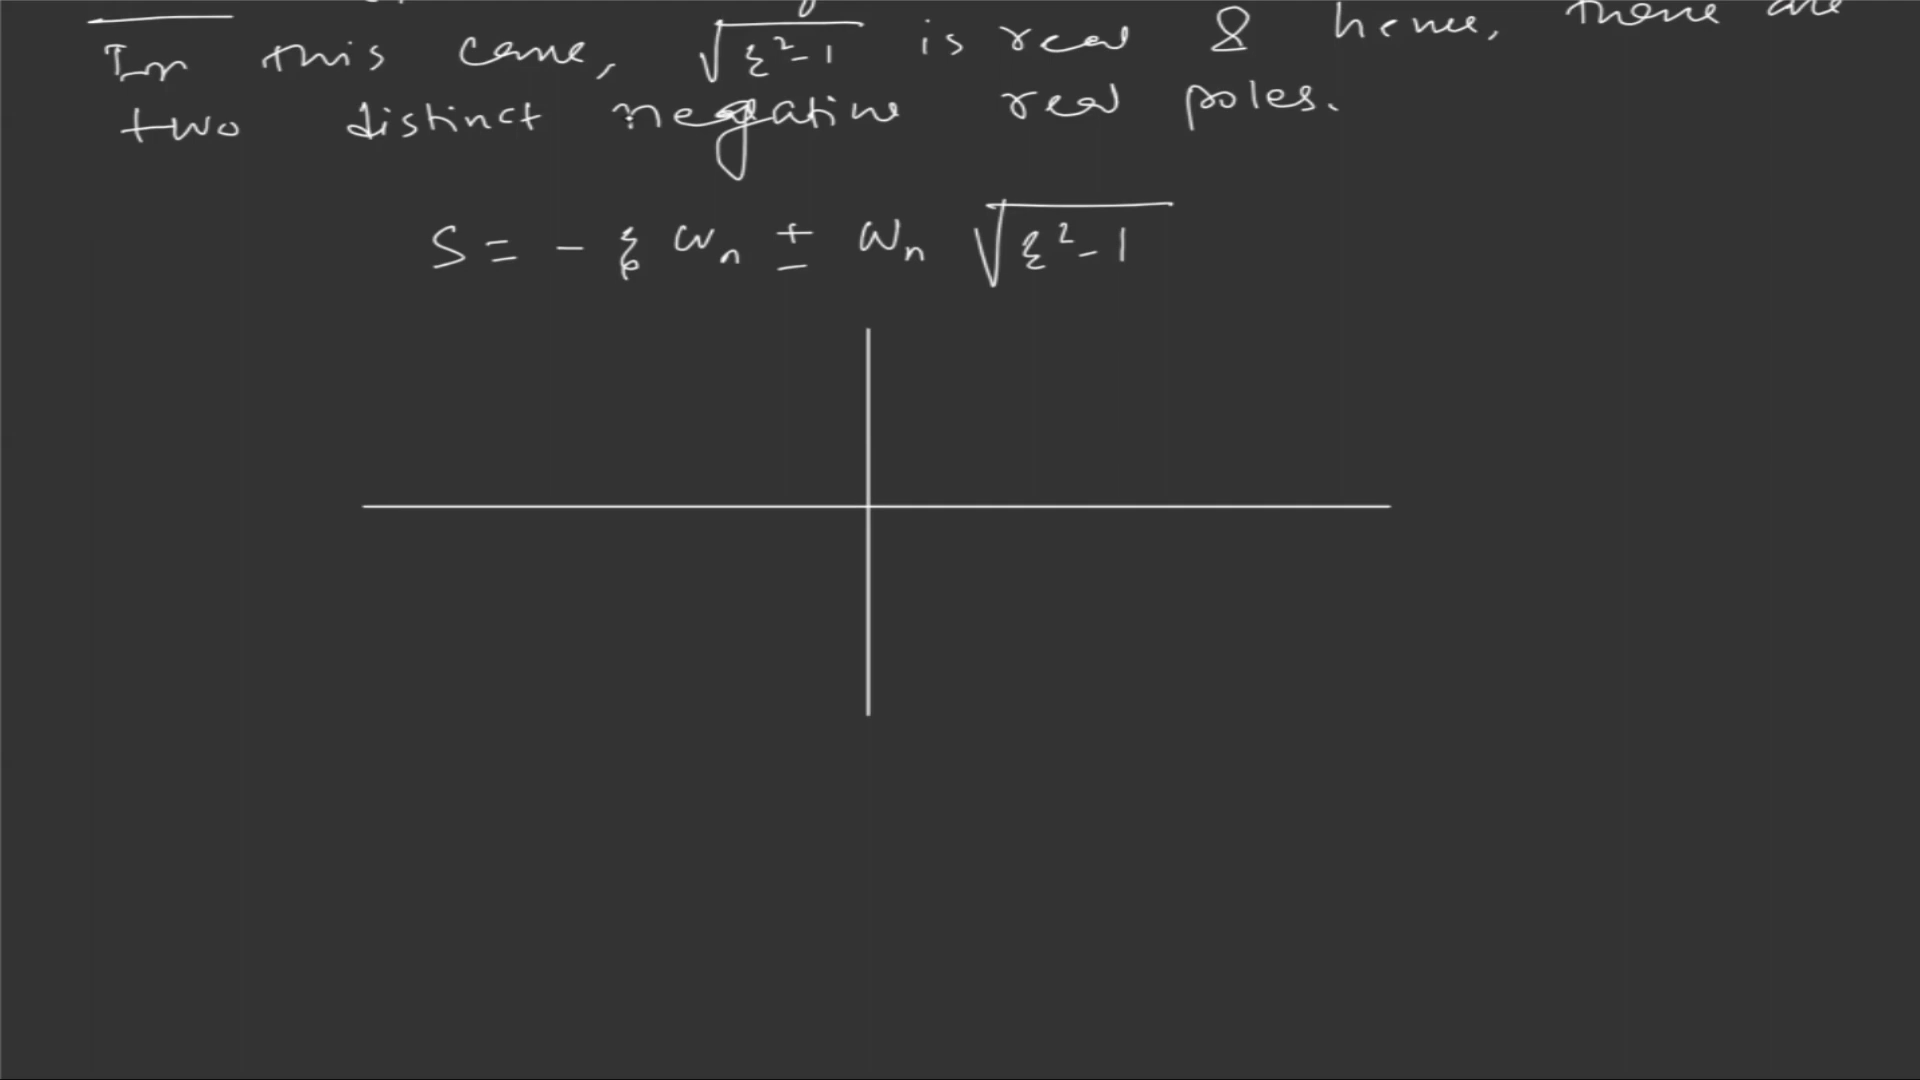 In this case, √(ξ²-1) is real & hence, there are
two distinct negative real poles.
S = - ξ ωn ± ωn √(ξ²-1)